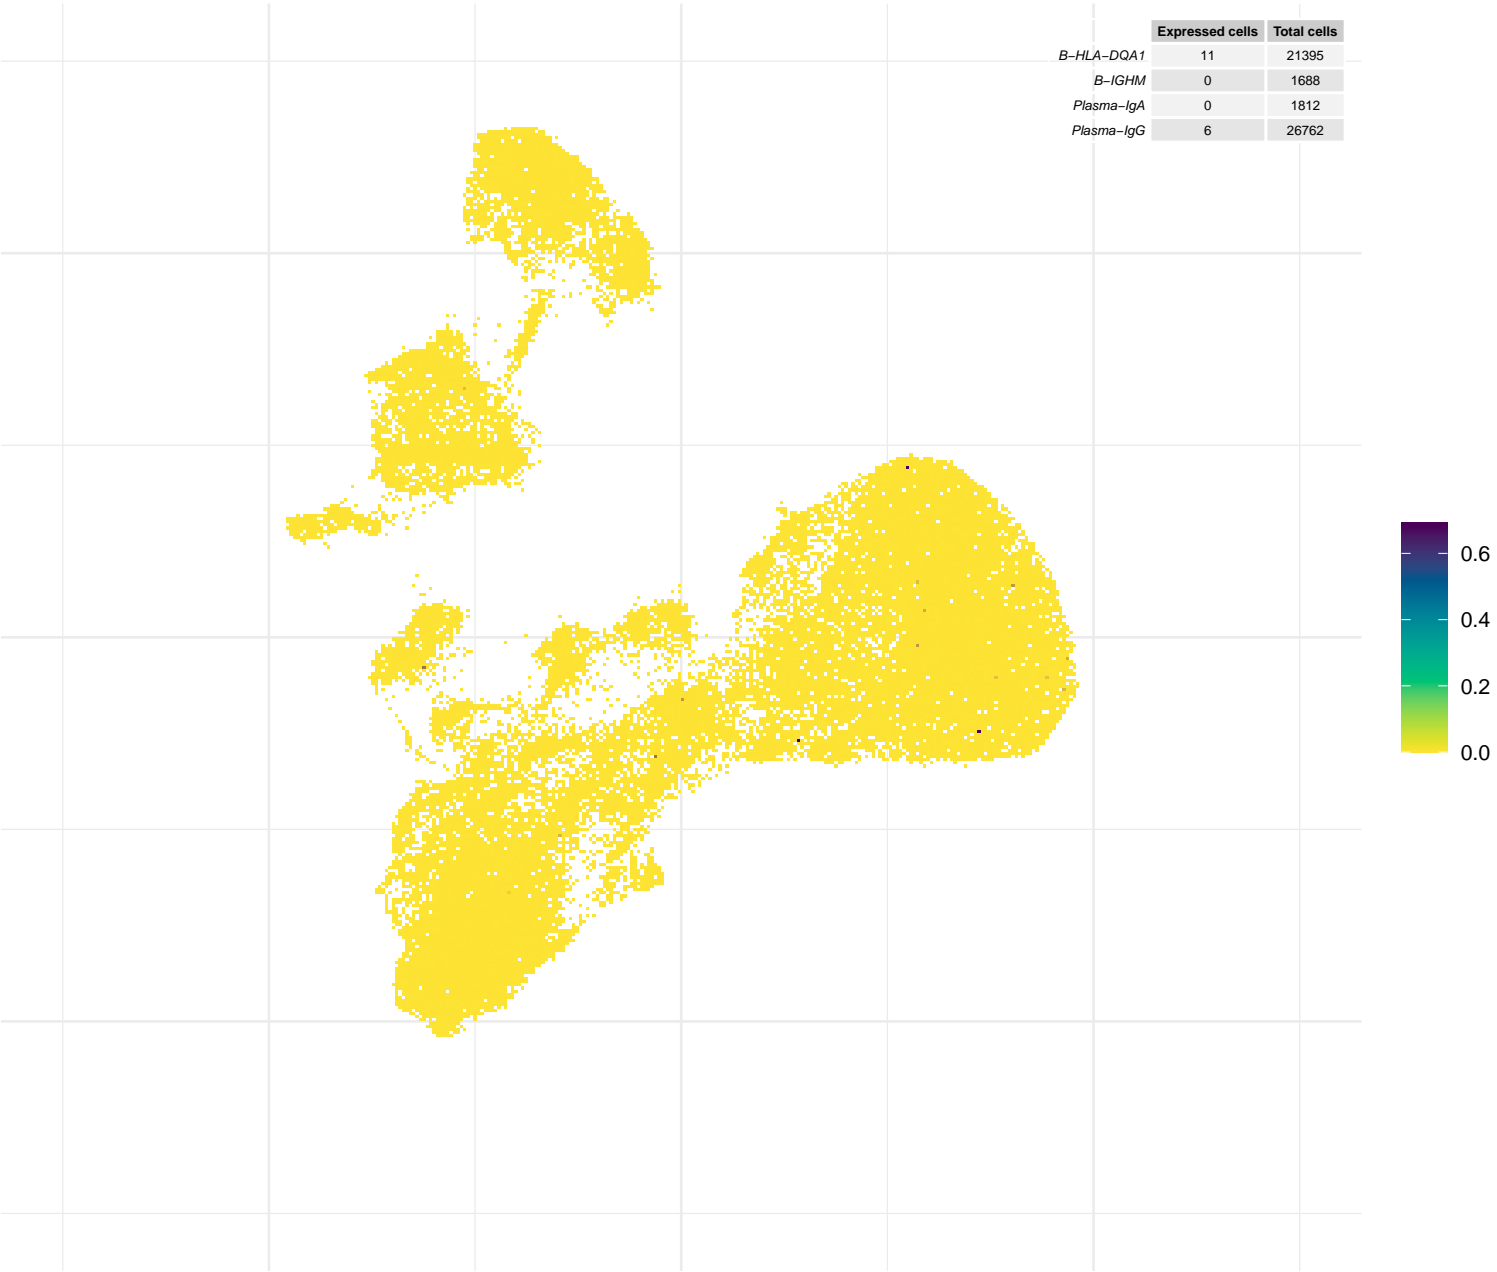 Expressed cells Total cells
B−HLA−DQA1 11 21395
B−IGHM 0 1688
Plasma−IgA 0 1812
Plasma−IgG 6 26762
0.6
0.4
0.2
0.0